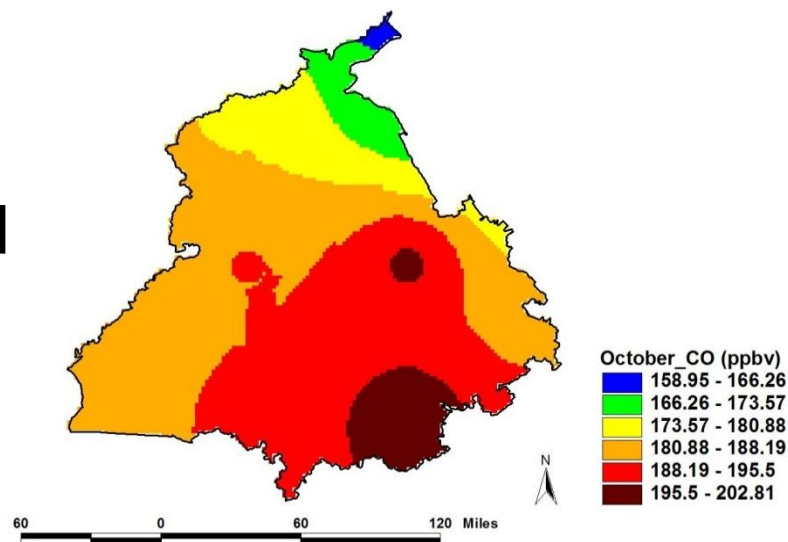 October_CO (ppbv)
158.95 - 166.26
166.26 - 173.57
173.57 - 180.88
180.88 - 188.19
188.19 - 195.5
195.5 - 202.81
N
60 0 60 120 Miles